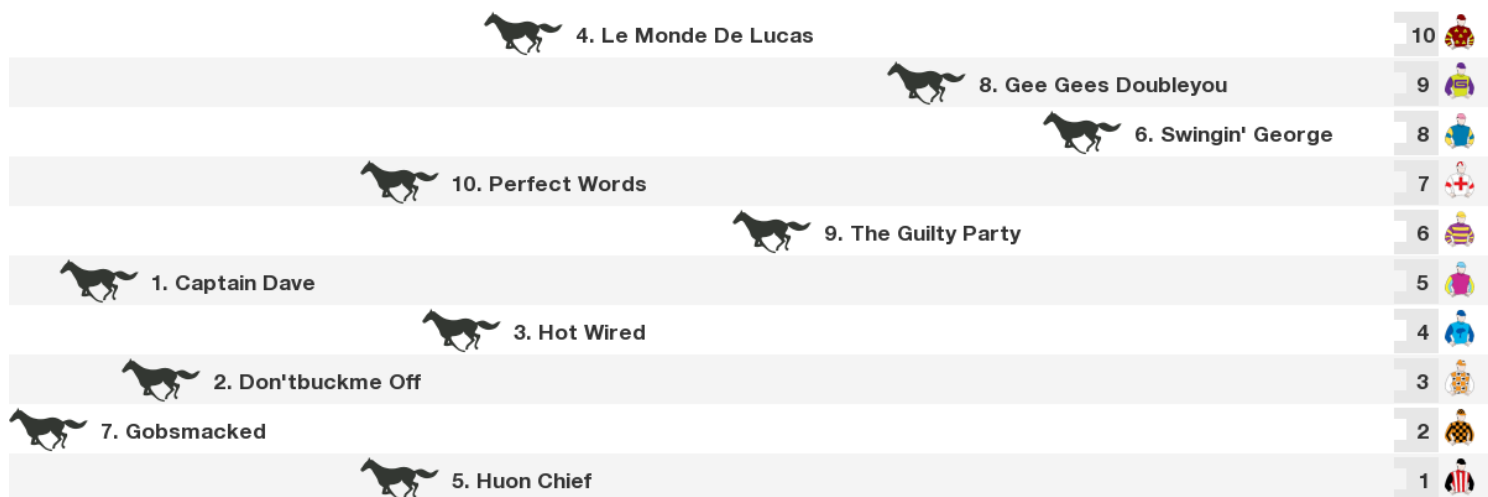 4. Le Monde De Lucas 10
8. Gee Gees Doubleyou 9
6. Swingin' George 8
10. Perfect Words 7
9. The Guilty Party 6
1. Captain Dave 5
3. Hot Wired 4
2. Don'tbuckme Off 3
7. Gobsmacked 2
5. Huon Chief 1